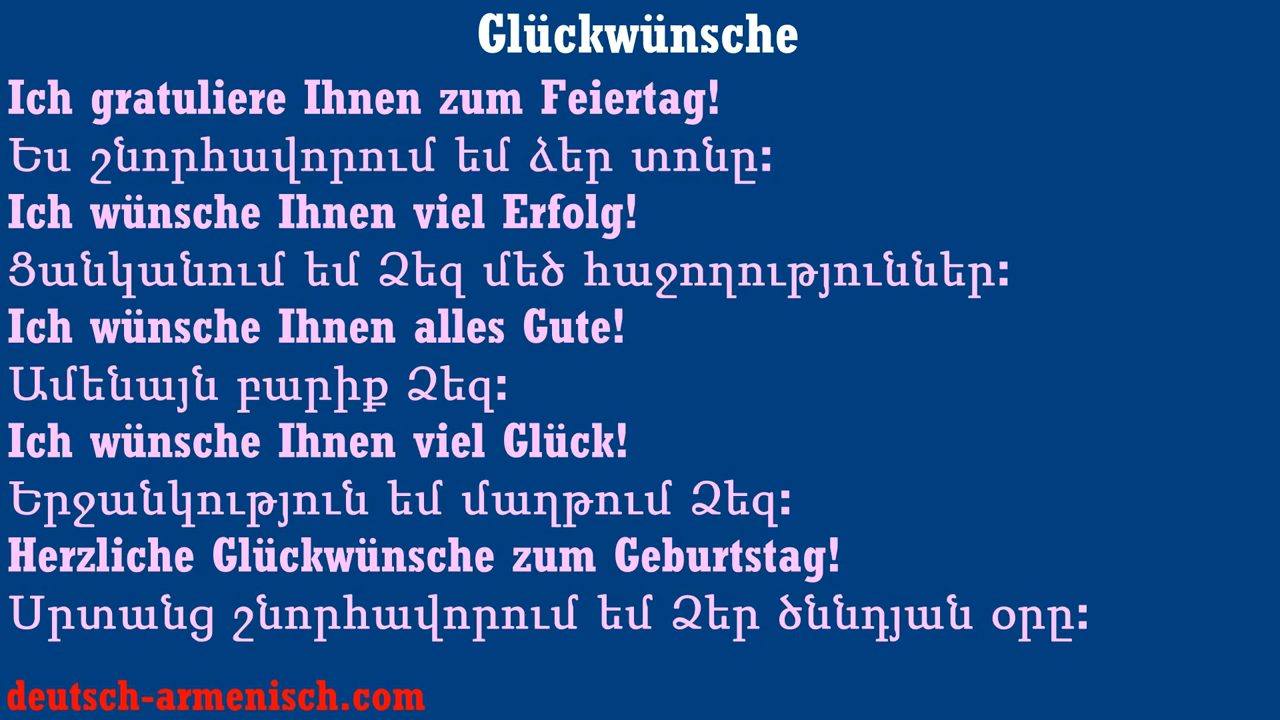 Glückwünsche
Ich gratuliere Ihnen zum Feiertag!
Ես շնորհավորում եմ ձեր տոնը:
Ich wünsche Ihnen viel Erfolg!
Ցանկանում եմ Ձեզ մեծ հաջողություններ:
Ich wünsche Ihnen alles Gute!
Ամենայն բարիք Ձեզ:
Ich wünsche Ihnen viel Glück!
Երջանկություն եմ մաղթում Ձեզ:
Herzliche Glückwünsche zum Geburtstag!
Սրտանց շնորհավորում եմ Ձեր ծննդյան օրը:
deutsch-armenisch.com